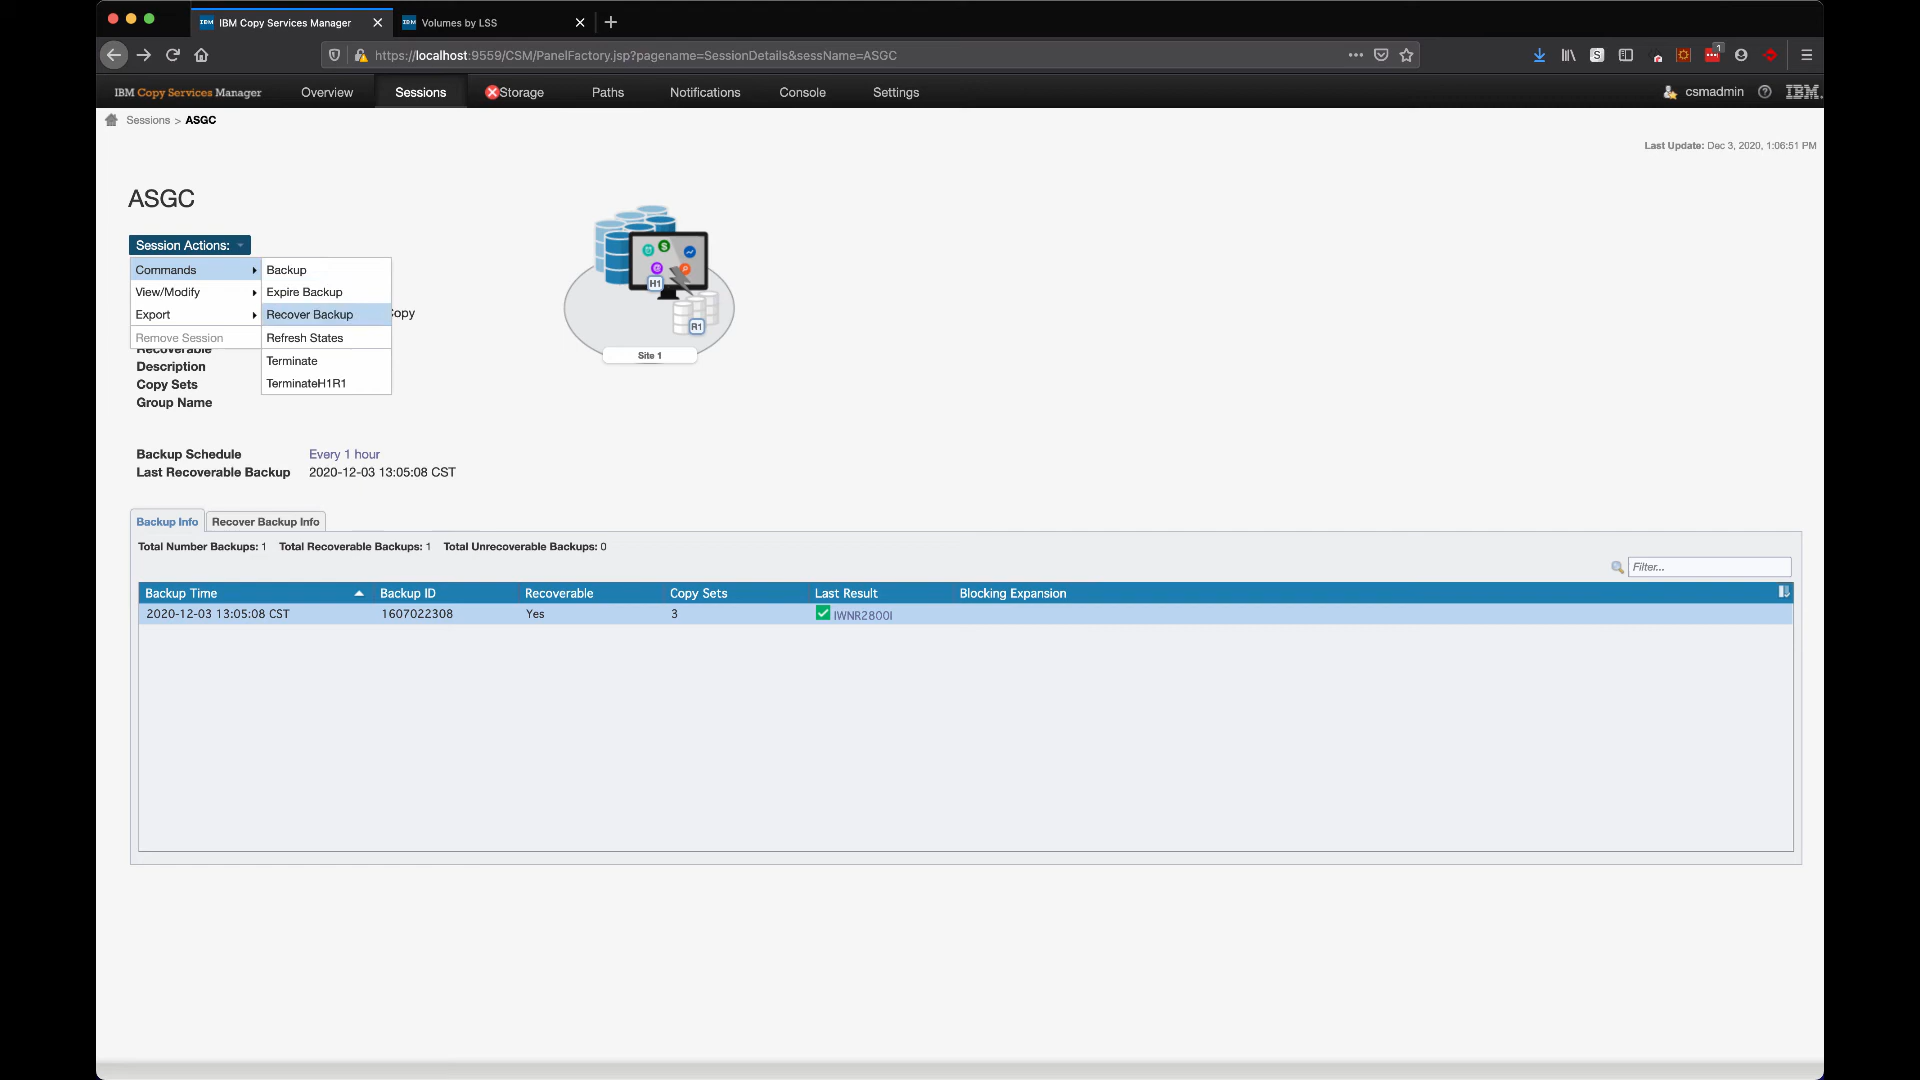 IBM Copy Services Manager
Volumes by LSS
https://localhost:9559/CSM/PanelFactory.jsp?pagename=SessionDetails&sessName=ASGC
S
1
IBM Copy Services Manager
Overview
Sessions
Storage
Paths
Notifications
Console
Settings
csmadmin
IBM.
Sessions > ASGC
Last Update: Dec 3, 2020, 1:06:51 PM
ASGC
Session Actions:
Commands
View/Modify
Export
Remove Session
Backup
Expire Backup
Recover Backup
Refresh States
Terminate
TerminateH1R1
Copy
Recoverable
Description
Copy Sets
Group Name
H1
R1
Site 1
Backup Schedule Every 1 hour
Last Recoverable Backup 2020-12-03 13:05:08 CST
Backup Info Recover Backup Info
Total Number Backups: 1 Total Recoverable Backups: 1 Total Unrecoverable Backups: 0
Filter...
Backup Time Backup ID Recoverable Copy Sets Last Result Blocking Expansion
2020-12-03 13:05:08 CST 1607022308 Yes 3 IWNR2800I